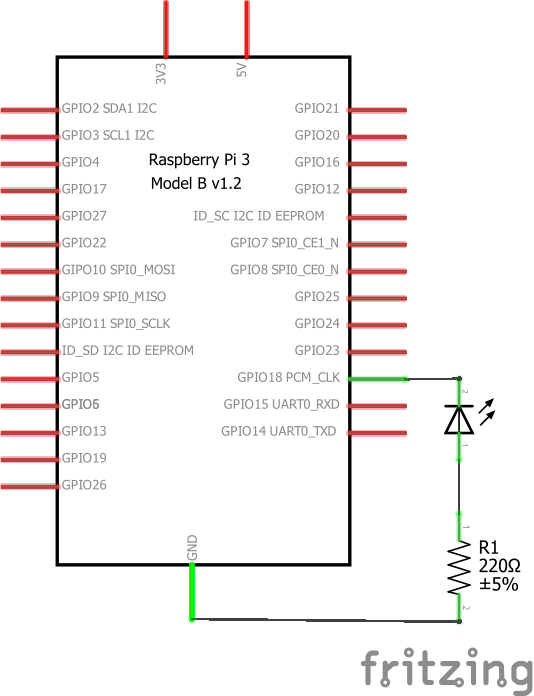 3V3
5V
GPIO2 SDA1 I2C
GPIO3 SCL1 I2C
GPIO4
GPIO17
GPIO27
GPIO22
GIPO10 SPI0_MOSI
GPIO9 SPI0_MISO
GPIO11 SPI0_SCLK
ID_SD I2C ID EEPROM
GPIO5
GPIO6
GPIO13
GPIO19
GPIO26
Raspberry Pi 3
Model B v1.2
GPIO21
GPIO20
GPIO16
GPIO12
ID_SC I2C ID EEPROM
GPIO7 SPI0_CE1_N
GPIO8 SPI0_CE0_N
GPIO25
GPIO24
GPIO23
GPIO18 PCM_CLK
GPIO15 UART0_RXD
GPIO14 UART0_TXD
GND
2
1
1
R1
220Ω
±5%
2
fritzing